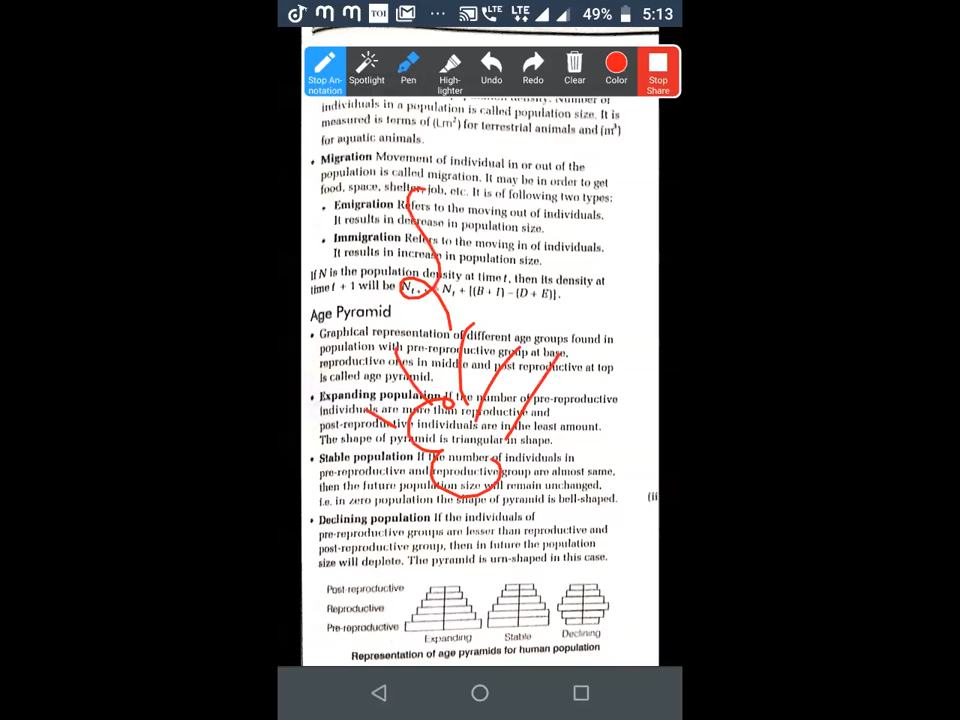 TOI M ... LTE LTE 49% 5:13
Stop An-
notation
Spotlight
Pen
High-
lighter
Undo
Redo
Clear
Color
Stop
Share
Number of
individuals in a population is called population size. It is
measured is terms of (Lm²) for terrestrial animals and (m³)
for aquatic animals.
• Migration Movement of individual in or out of the
population is called migration. It may be in order to get
food, space, shelter, job, etc. It is of following two types:
• Emigration Refers to the moving out of individuals.
It results in decrease in population size.
• Immigration Refers to the moving in of individuals.
It results in increase in population size.
If N is the population density at time t, then its density at
time t + 1 will be N t + = N t + [(B + I) – (D + E)].
Age Pyramid
• Graphical representation of different age groups found in
population with pre-reproductive group at base,
reproductive ones in middle and post reproductive at top
is called age pyramid.
• Expanding population If the number of pre-reproductive
individuals are more than reproductive and
post-reproductive individuals are in the least amount.
The shape of pyramid is triangular in shape.
• Stable population If the number of individuals in
pre-reproductive and reproductive group are almost same,
then the future population size will remain unchanged,
i.e. in zero population the shape of pyramid is bell-shaped.
(ii
• Declining population If the individuals of
pre-reproductive groups are lesser than reproductive and
post-reproductive group, then in future the population
size will deplete. The pyramid is urn-shaped in this case.
Post-reproductive
Reproductive
Pre-reproductive
Expanding Stable Declining
Representation of age pyramids for human population